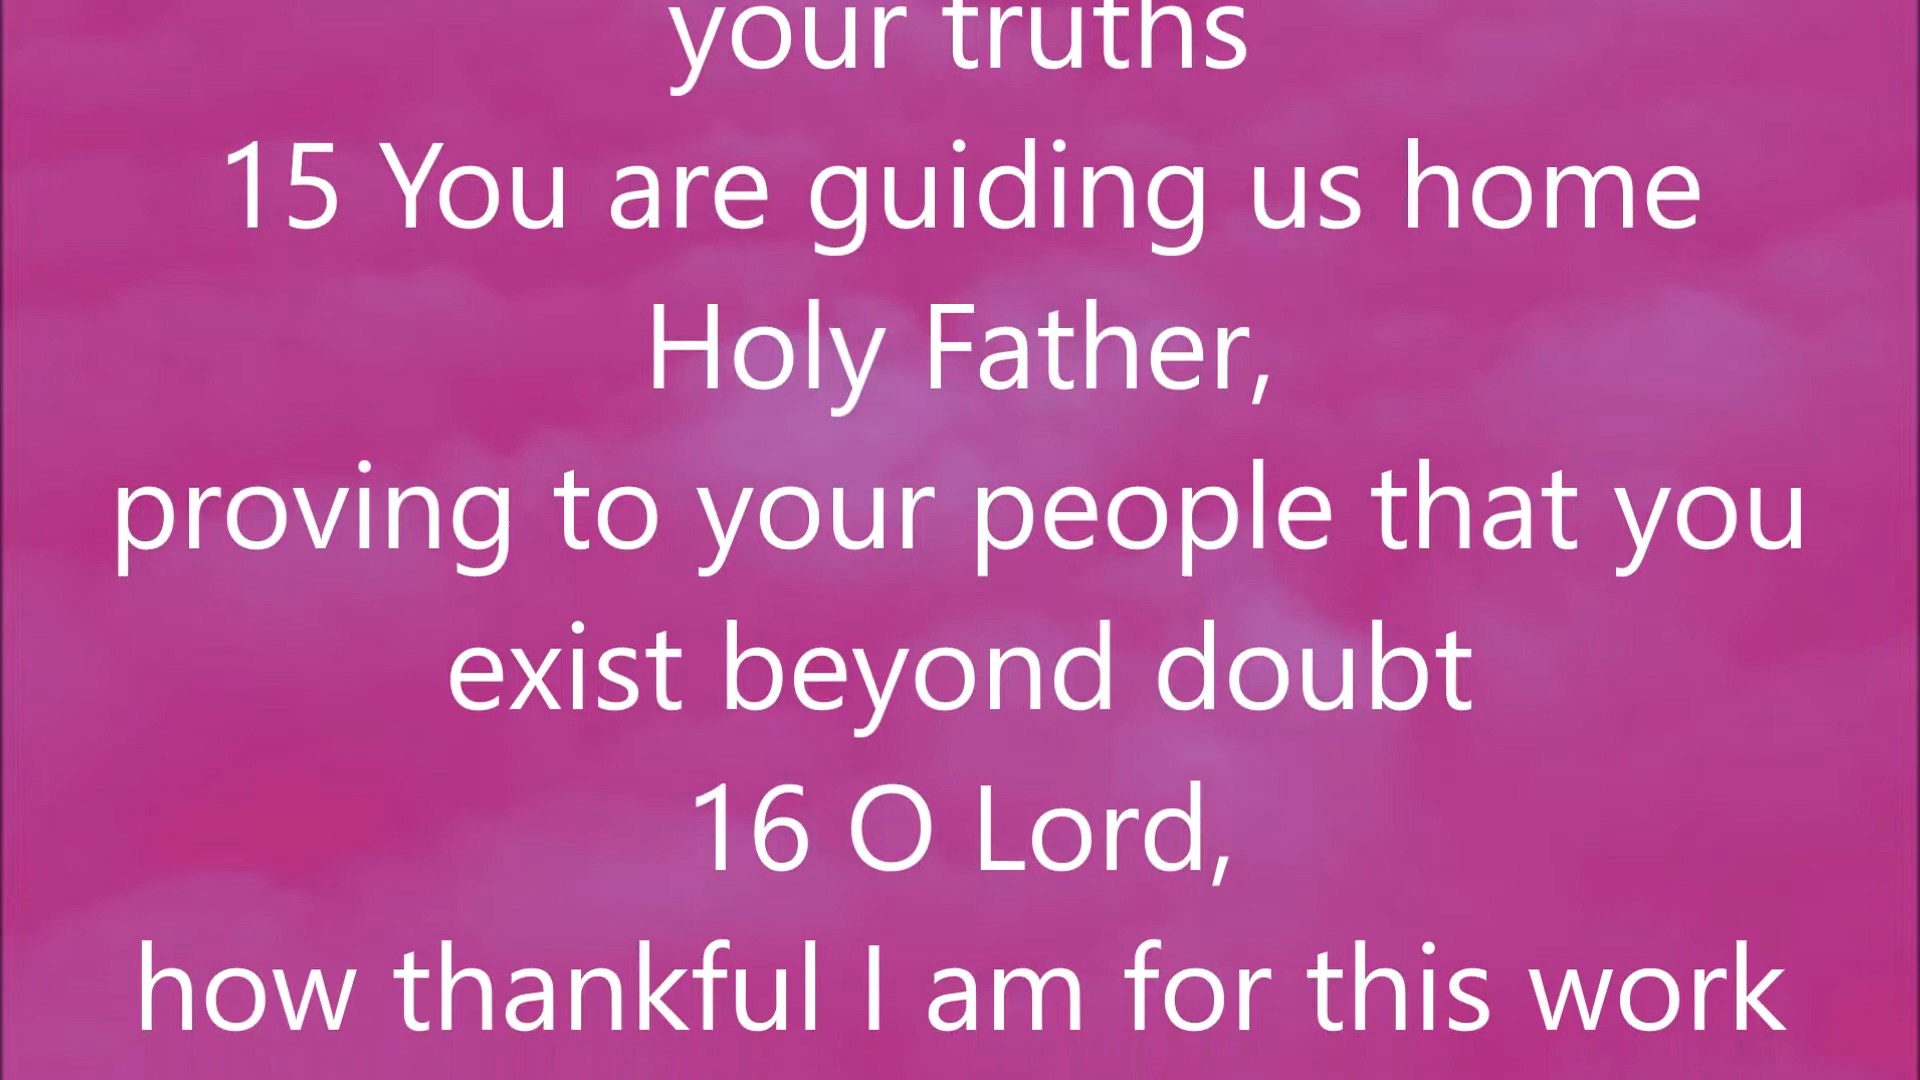 your truths
15 You are guiding us home
Holy Father,
proving to your people that you
exist beyond doubt
16 O Lord,
how thankful I am for this work